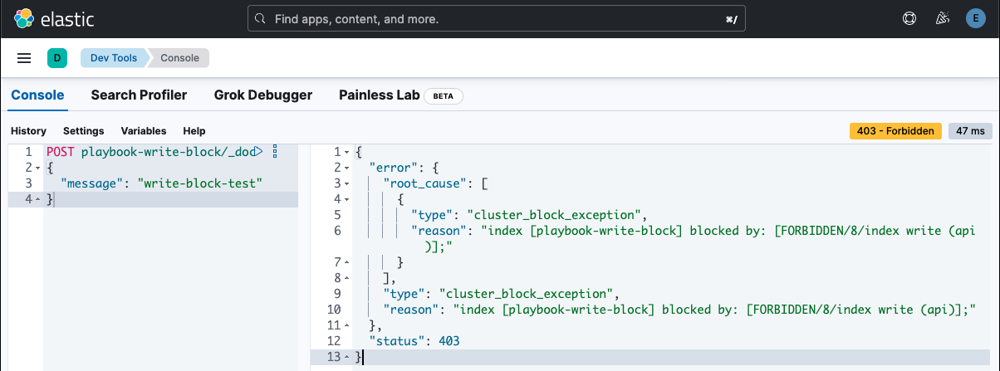 elastic
Find apps, content, and more.
⌘/
E
D
Dev Tools
Console
Console
Search Profiler
Grok Debugger
Painless Lab
BETA
History
Settings
Variables
Help
403 - Forbidden
47 ms
1 POST playbook-write-block/_doc
2 {
3 "message": "write-block-test"
4 }
1 {
2 "error": {
3 "root_cause": [
4 {
5 "type": "cluster_block_exception",
6 "reason": "index [playbook-write-block] blocked by: [FORBIDDEN/8/index write (api
)];"
7 }
8 ],
9 "type": "cluster_block_exception",
10 "reason": "index [playbook-write-block] blocked by: [FORBIDDEN/8/index write (api)];"
11 },
12 "status": 403
13 }